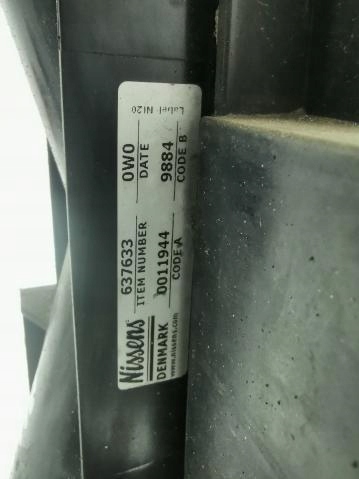 Nissens
DENMARK
www.nissens.com
637633
ITEM NUMBER
0011944
CODE A
0W0
DATE
9884
CODE B
Label NI20